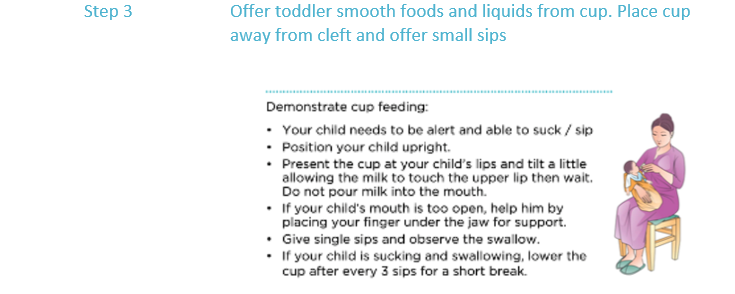 Step 3 Offer toddler smooth foods and liquids from cup. Place cup
away from cleft and offer small sips
Demonstrate cup feeding:
• Your child needs to be alert and able to suck / sip
• Position your child upright.
• Present the cup at your child's lips and tilt a little
allowing the milk to touch the upper lip then wait.
Do not pour milk into the mouth.
• If your child's mouth is too open, help him by
placing your finger under the jaw for support.
• Give single sips and observe the swallow.
• If your child is sucking and swallowing, lower the
cup after every 3 sips for a short break.